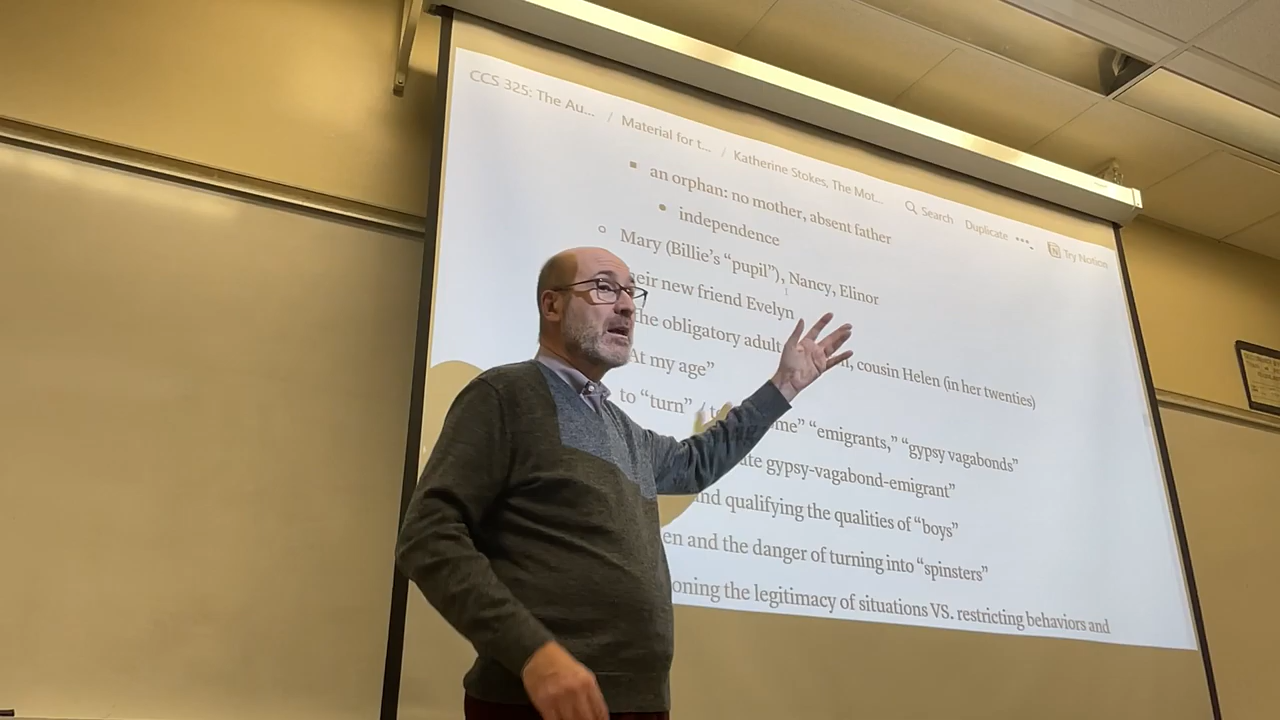 CCS 325: The Au... / Material for t... / Katherine Stokes, The Mot... Search Duplicate ••• Try Notion
an orphan: no mother, absent father
independence
Mary (Billie's “pupil”), Nancy, Elinor
eir new friend Evelyn
the obligatory adult , cousin Helen (in her twenties)
At my age”
to “turn” / me” “emigrants,” “gypsy vagabonds”
ate gypsy-vagabond-emigrant”
nd qualifying the qualities of “boys”
en and the danger of turning into “spinsters”
oning the legitimacy of situations VS. restricting behaviors and